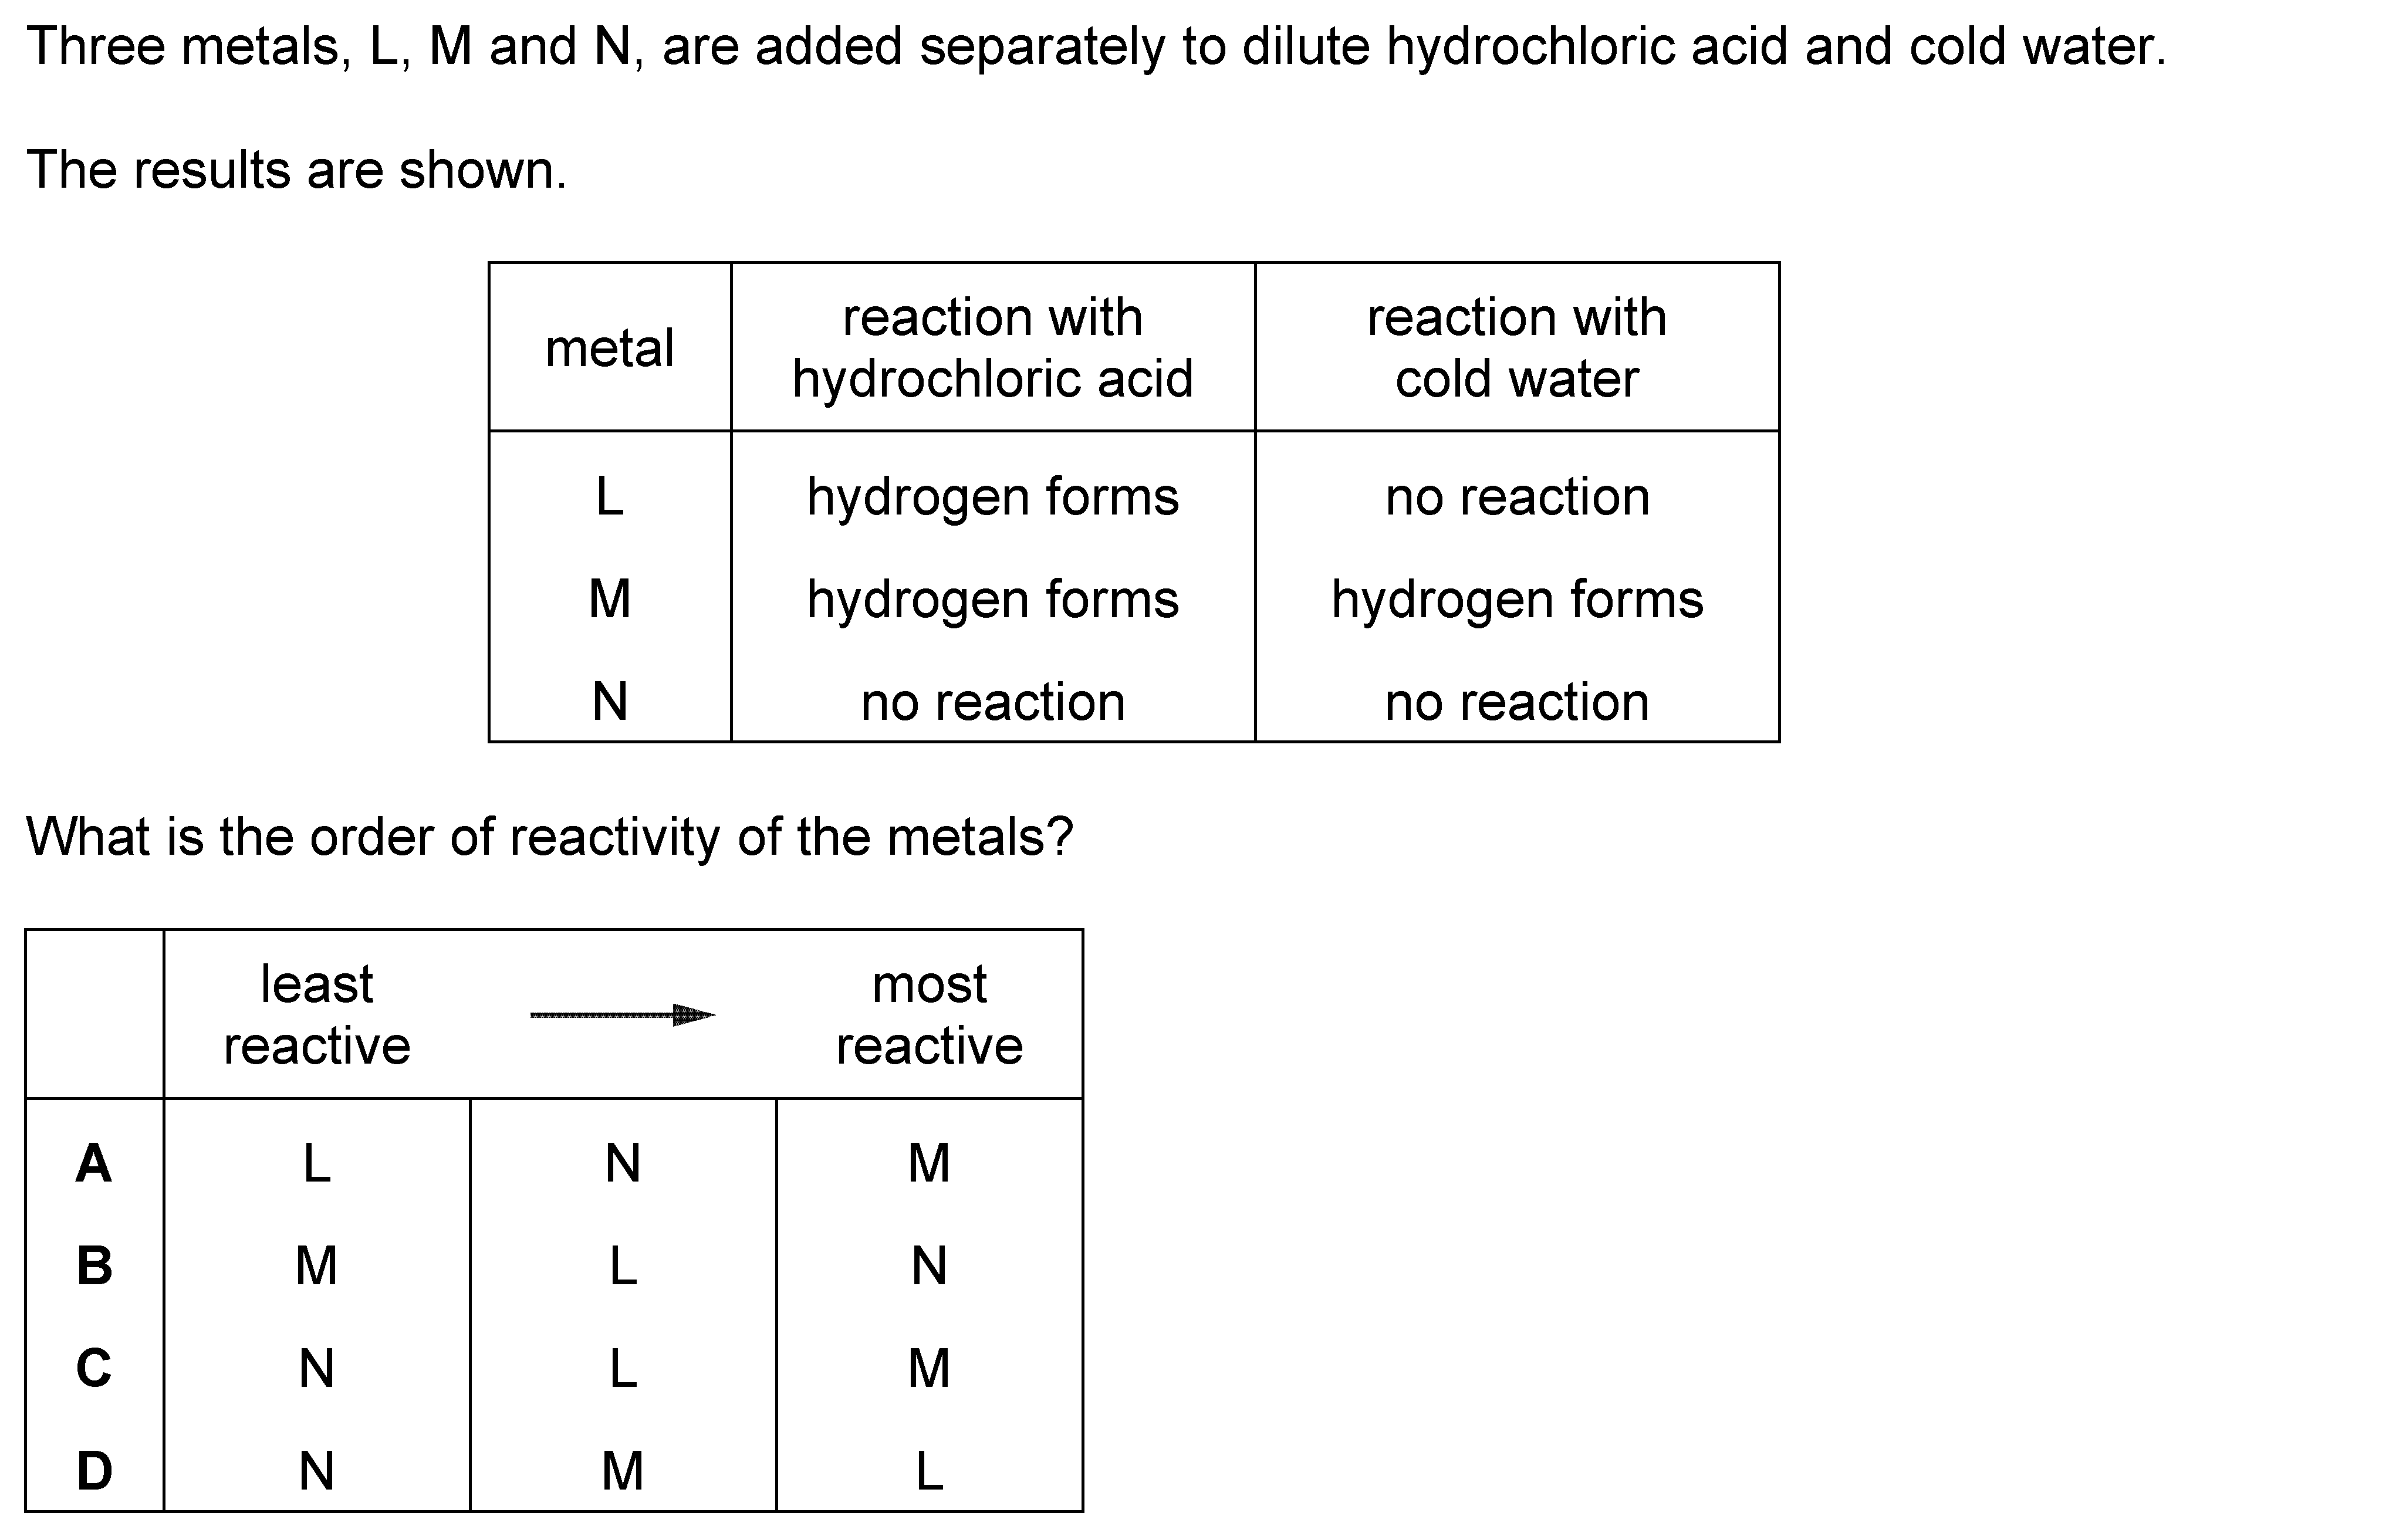 Three metals, L, M and N, are added separately to dilute hydrochloric acid and cold water.
The results are shown.
metal
reaction with
hydrochloric acid
reaction with
cold water
L hydrogen forms no reaction
M hydrogen forms hydrogen forms
N no reaction no reaction
What is the order of reactivity of the metals?
least
reactive
most
reactive
A L N M
B M L N
C N L M
D N M L